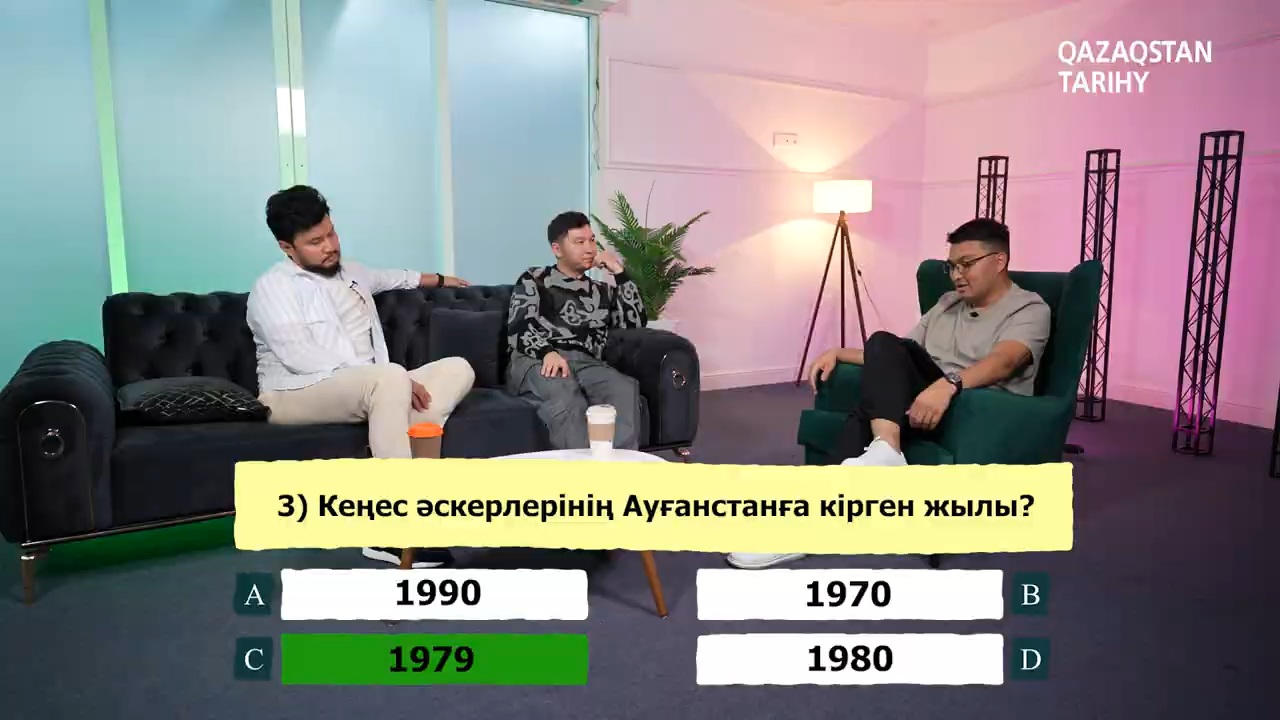 QAZAQSTAN
TARIHY
3) Кеңес әскерлерінің Ауғанстанға кірген жылы?
A 1990
1970 B
C 1979
1980 D